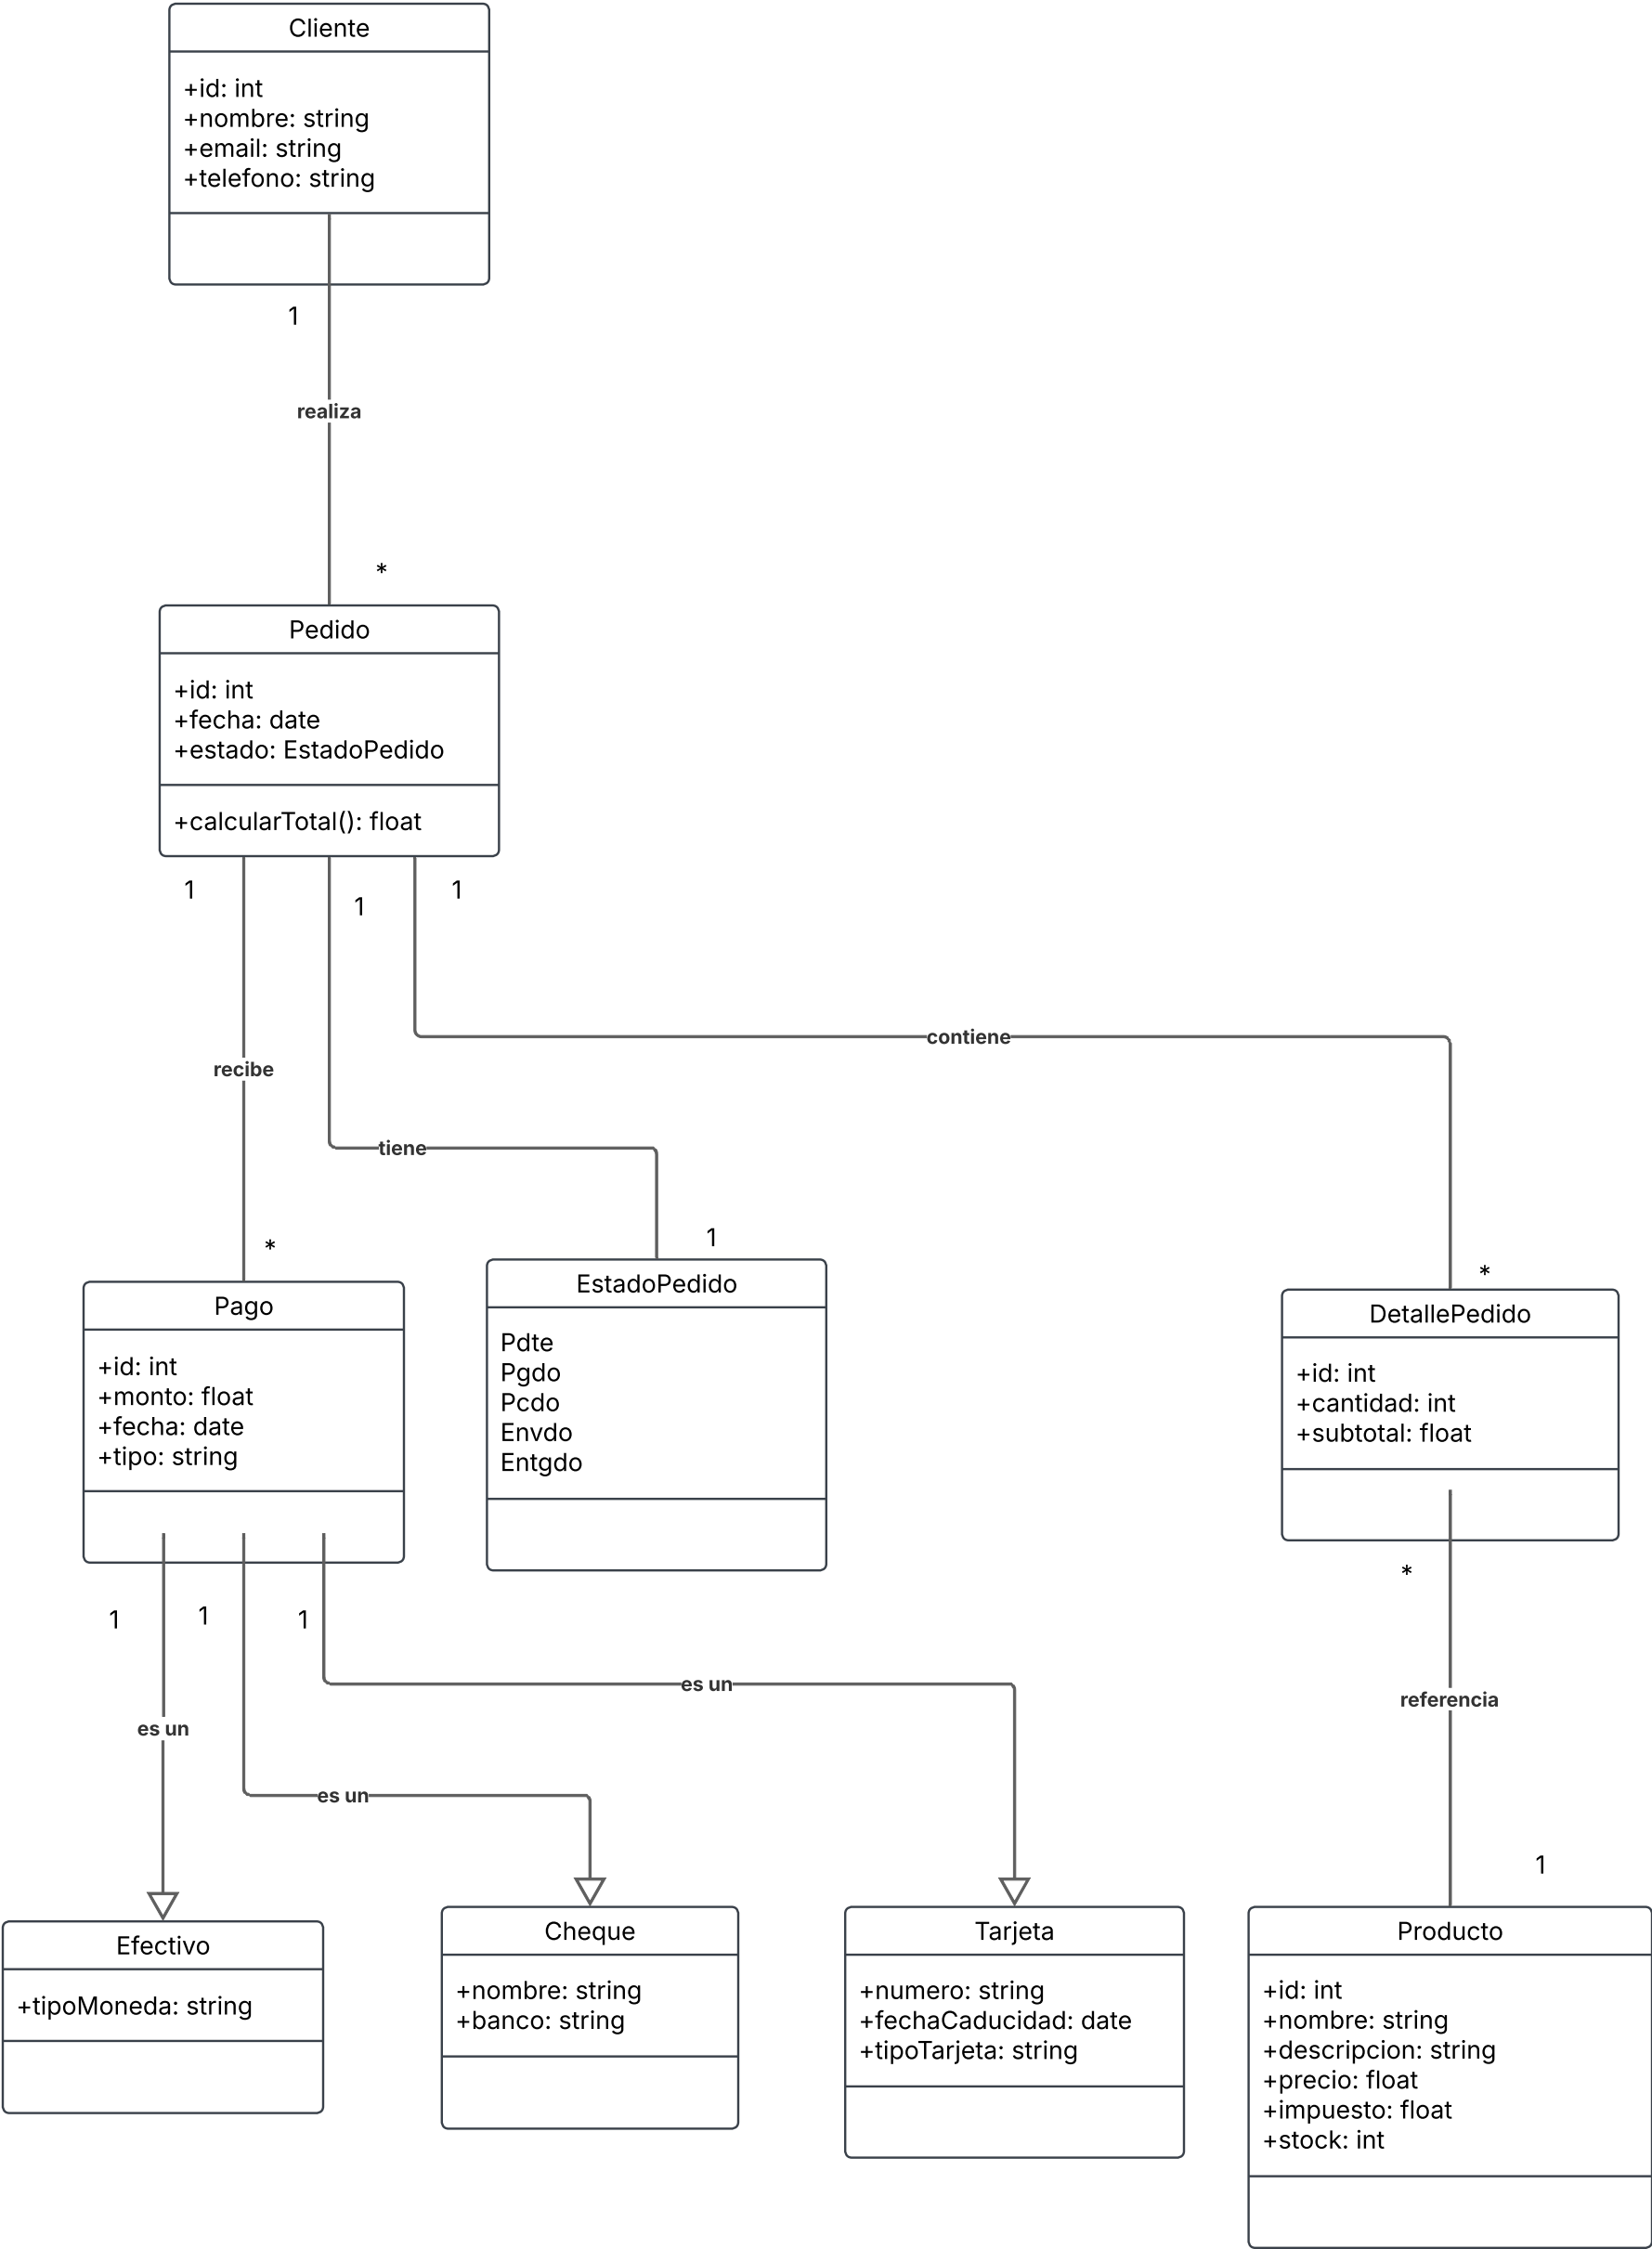 Cliente
+id: int
+nombre: string
+email: string
+telefono: string
1
realiza
*
Pedido
+id: int
+fecha: date
+estado: EstadoPedido
+calcularTotal(): float
1
1
1
contiene
recibe
tiene
*
1
*
Pago
+id: int
+monto: float
+fecha: date
+tipo: string
EstadoPedido
Pdte
Pgdo
Pcdo
Envdo
Entgdo
DetallePedido
+id: int
+cantidad: int
+subtotal: float
*
1
1
1
es un
referencia
es un
es un
1
Efectivo
+tipoMoneda: string
Cheque
+nombre: string
+banco: string
Tarjeta
+numero: string
+fechaCaducidad: date
+tipoTarjeta: string
Producto
+id: int
+nombre: string
+descripcion: string
+precio: float
+impuesto: float
+stock: int